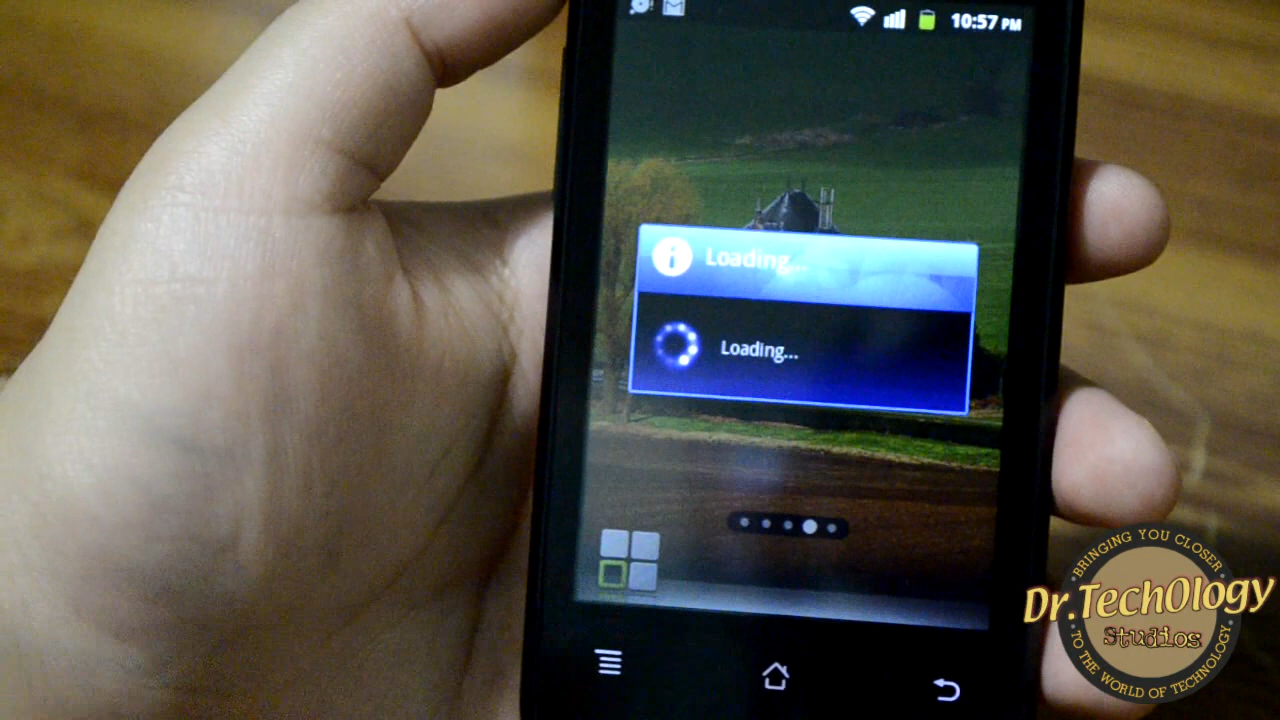 10:57 PM
Loading...
Loading...
BRINGING YOU CLOSER
Dr.TechOlogy
Studios
TO THE WORLD OF TECHNOLOGY